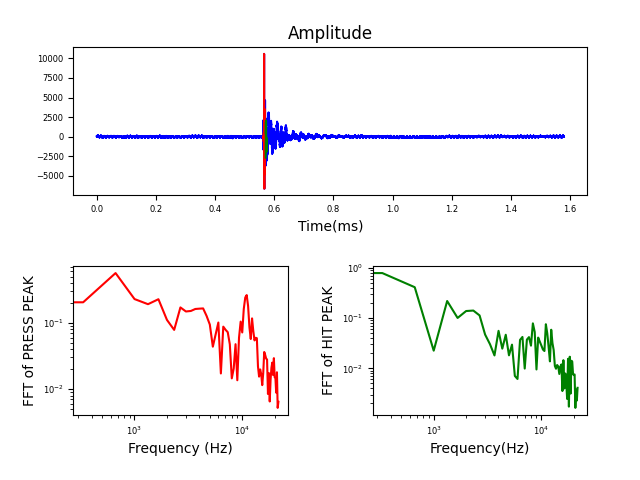 Amplitude
10000
7500
5000
2500
0
−2500
−5000
0.0 0.2 0.4 0.6 0.8 1.0 1.2 1.4 1.6
Time(ms)
FFT of PRESS PEAK
10⁻¹
10⁻²
10³ 10⁴
Frequency (Hz)
FFT of HIT PEAK
10⁰
10⁻¹
10⁻²
10³ 10⁴
Frequency(Hz)